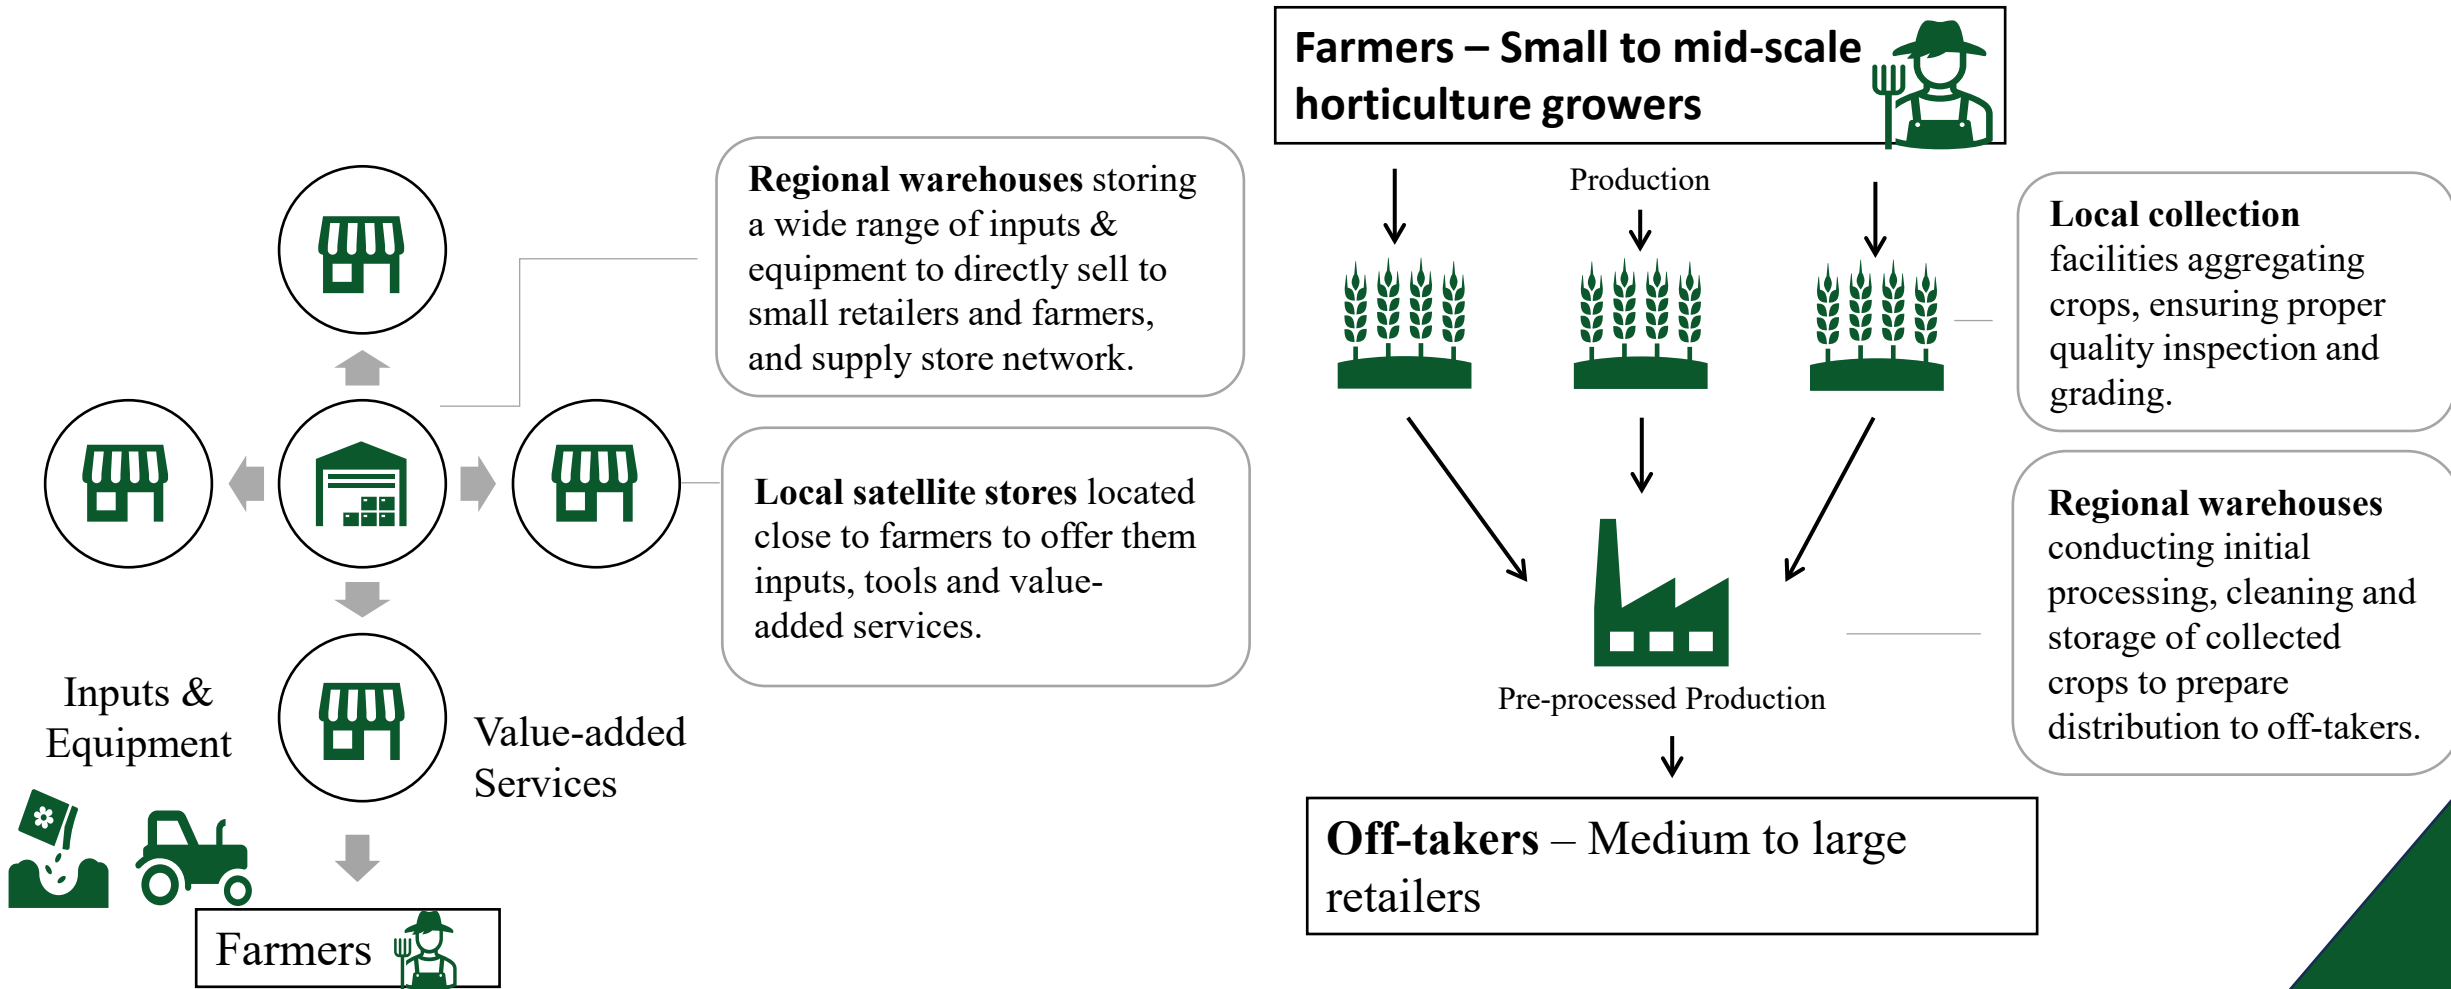 Regional warehouses storing
a wide range of inputs &
equipment to directly sell to
small retailers and farmers,
and supply store network.
Local satellite stores located
close to farmers to offer them
inputs, tools and value-
added services.
Inputs &
Equipment
Value-added
Services
Farmers
Farmers – Small to mid-scale
horticulture growers
Production
Local collection
facilities aggregating
crops, ensuring proper
quality inspection and
grading.
Regional warehouses
conducting initial
processing, cleaning and
storage of collected
crops to prepare
distribution to off-takers.
Pre-processed Production
Off-takers – Medium to large
retailers